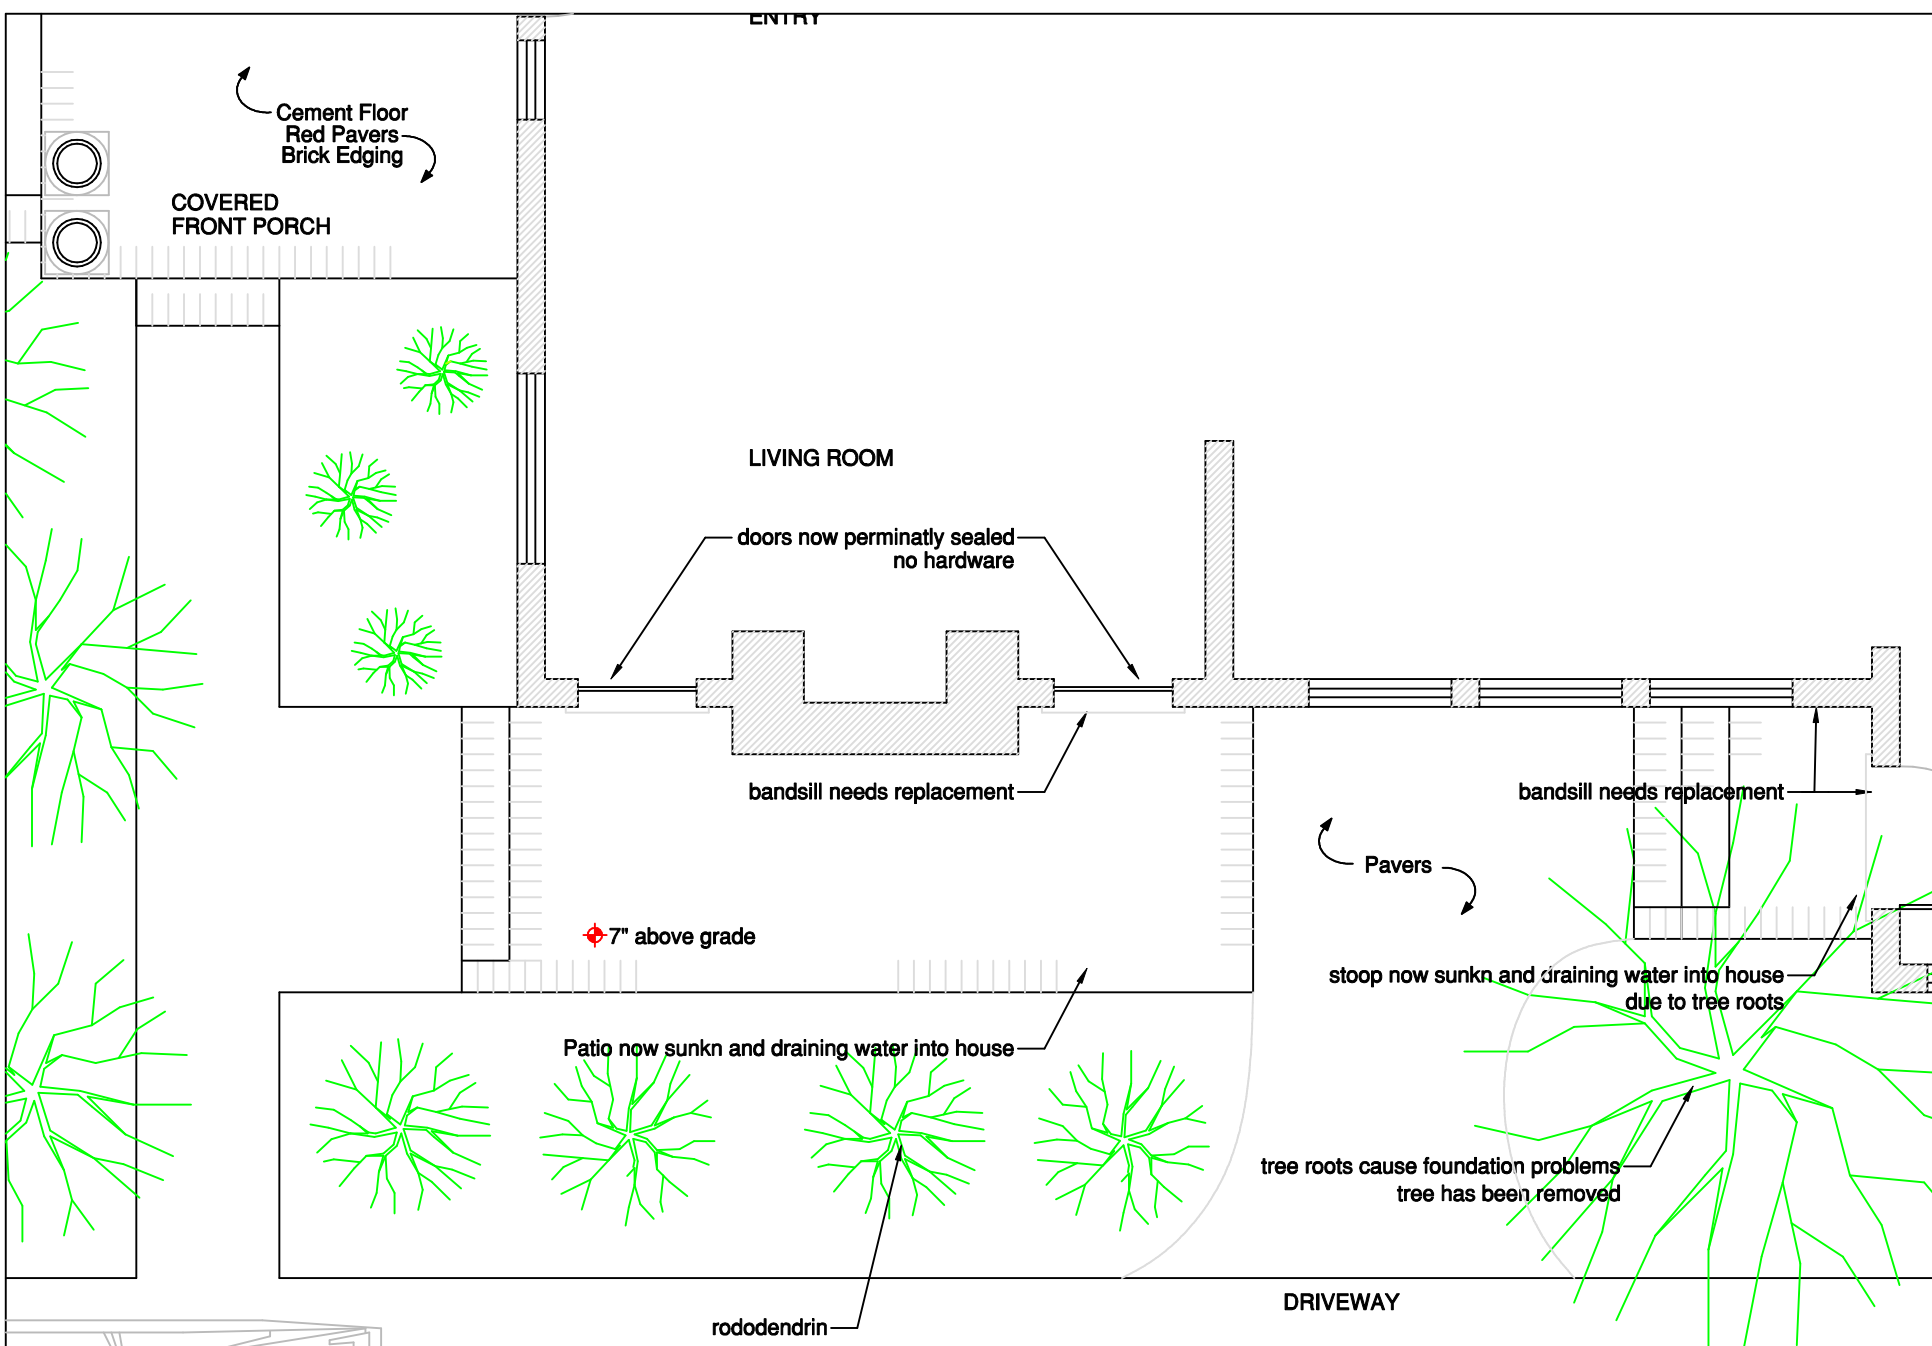 ENTRY
Cement Floor
Red Pavers
Brick Edging
COVERED
FRONT PORCH
LIVING ROOM
doors now perminatly sealed
no hardware
bandsill needs replacement
bandsill needs replacement
Pavers
7" above grade
stoop now sunkn and draining water into house
due to tree roots
Patio now sunkn and draining water into house
tree roots cause foundation problems
tree has been removed
DRIVEWAY
rododendrin